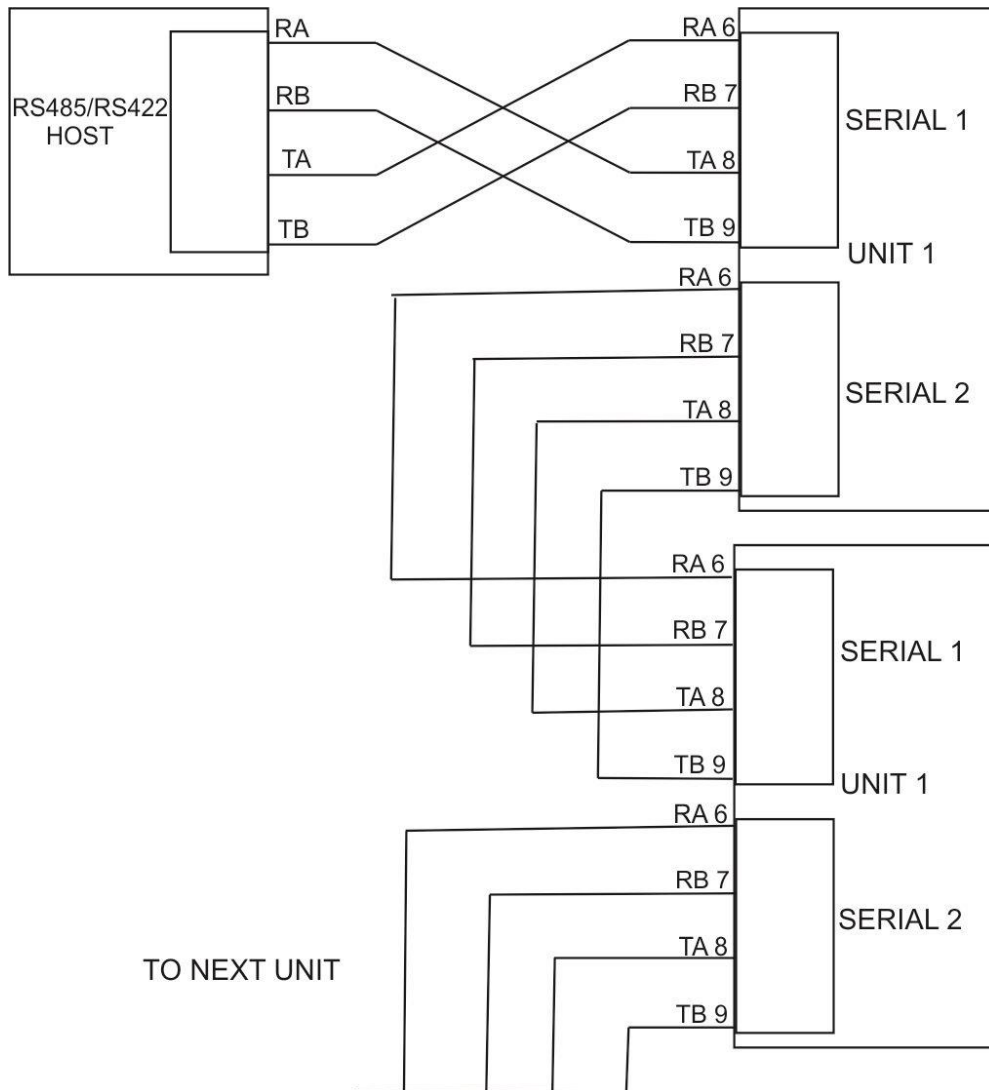 RA
RB
TA
TB
RS485/RS422
HOST
RA 6
RB 7
TA 8
TB 9
SERIAL 1
UNIT 1
RA 6
RB 7
TA 8
TB 9
SERIAL 2
RA 6
RB 7
TA 8
TB 9
SERIAL 1
UNIT 1
RA 6
RB 7
TA 8
TB 9
SERIAL 2
TO NEXT UNIT